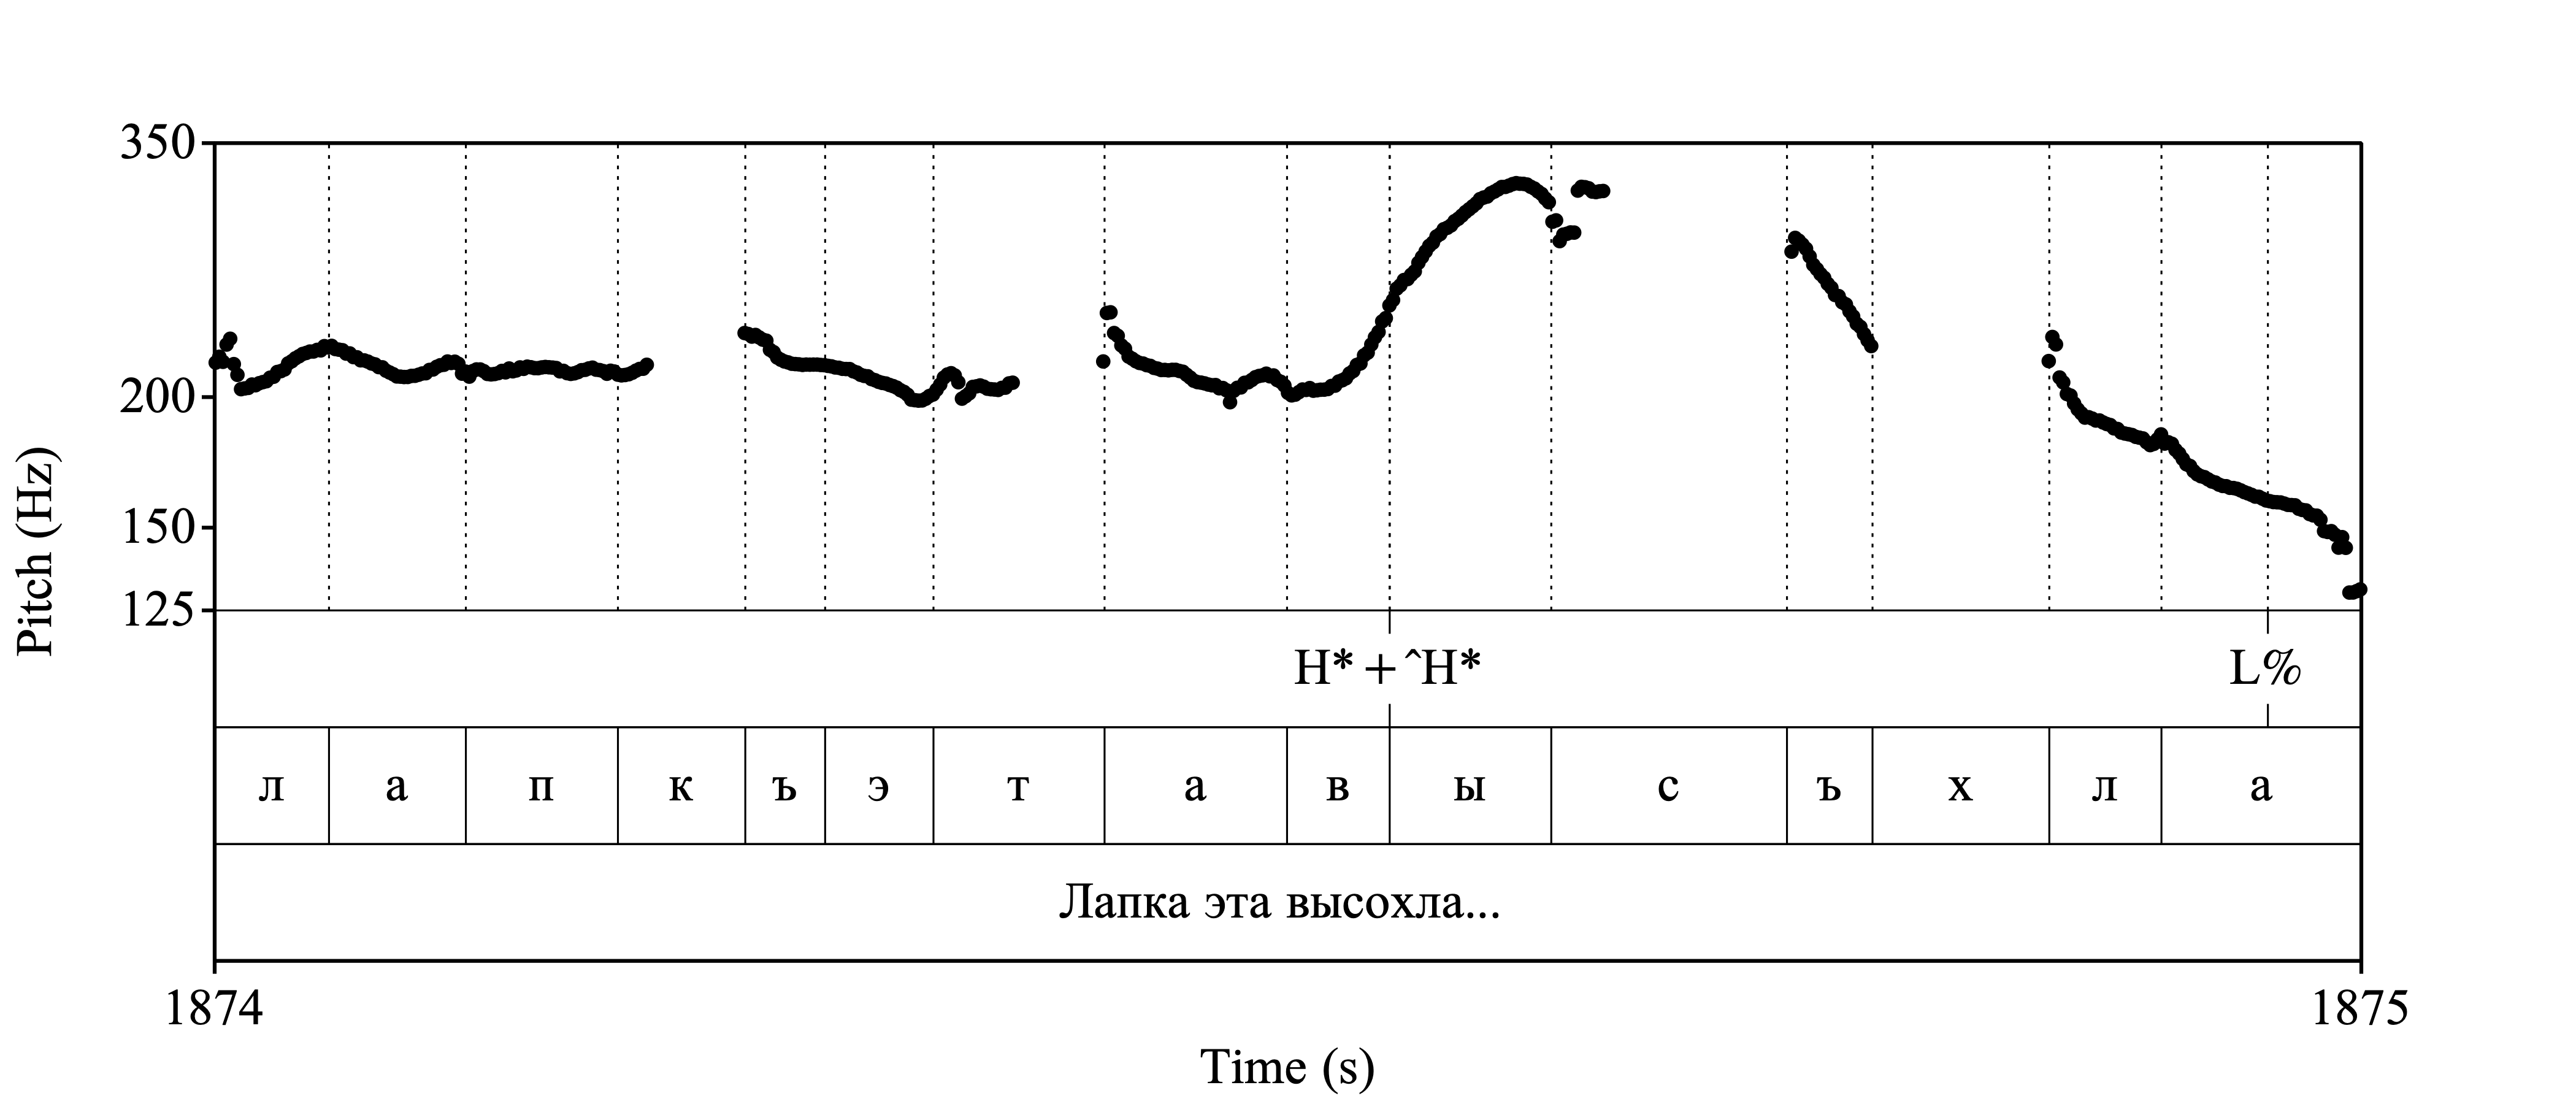 350
200
150
125
Pitch (Hz)
H* + ^H* L%
л а п к ъ э т а в ы с ъ х л а
Лапка эта высохла...
1874 1875
Time (s)